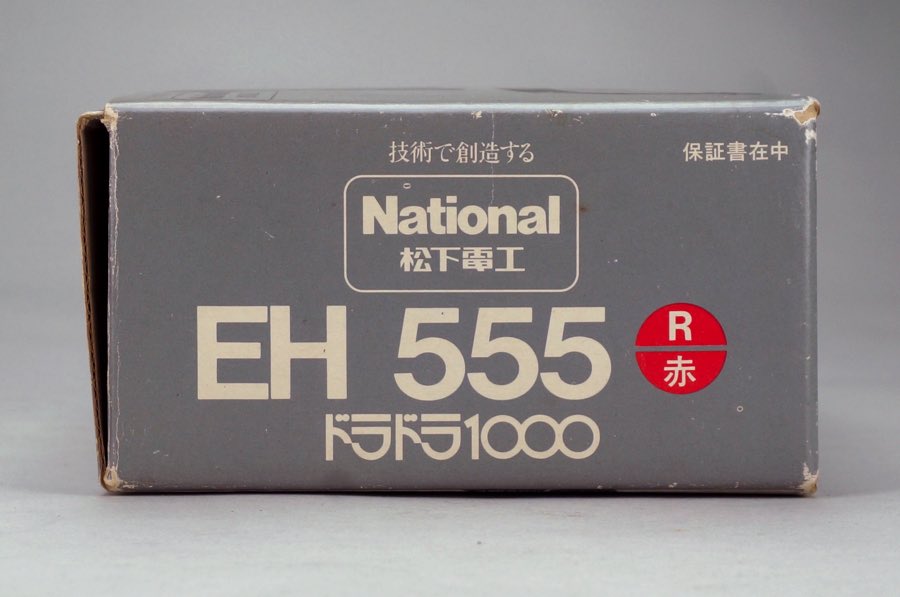 技術で創造する
保証書在中
National
松下電工
EH 555
R
赤
ドラドラ1000